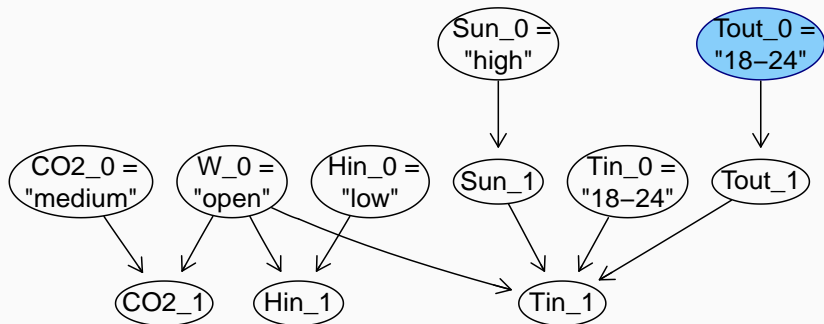 Sun_0 =
"high"
Tout_0 =
"18–24"
CO2_0 =
"medium"
W_0 =
"open"
Hin_0 =
"low"
Sun_1
Tin_0 =
"18–24"
Tout_1
CO2_1
Hin_1
Tin_1